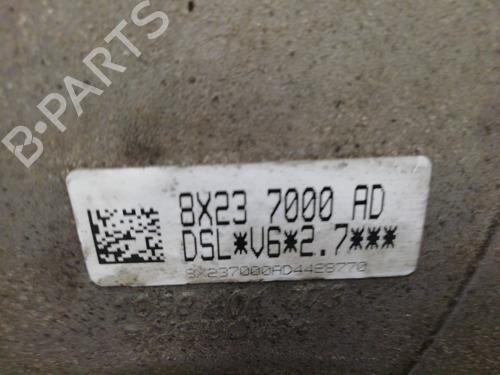 B-PARTS
8X23 7000 AD
DSL*V6*2.7***
8X237000AD4428770